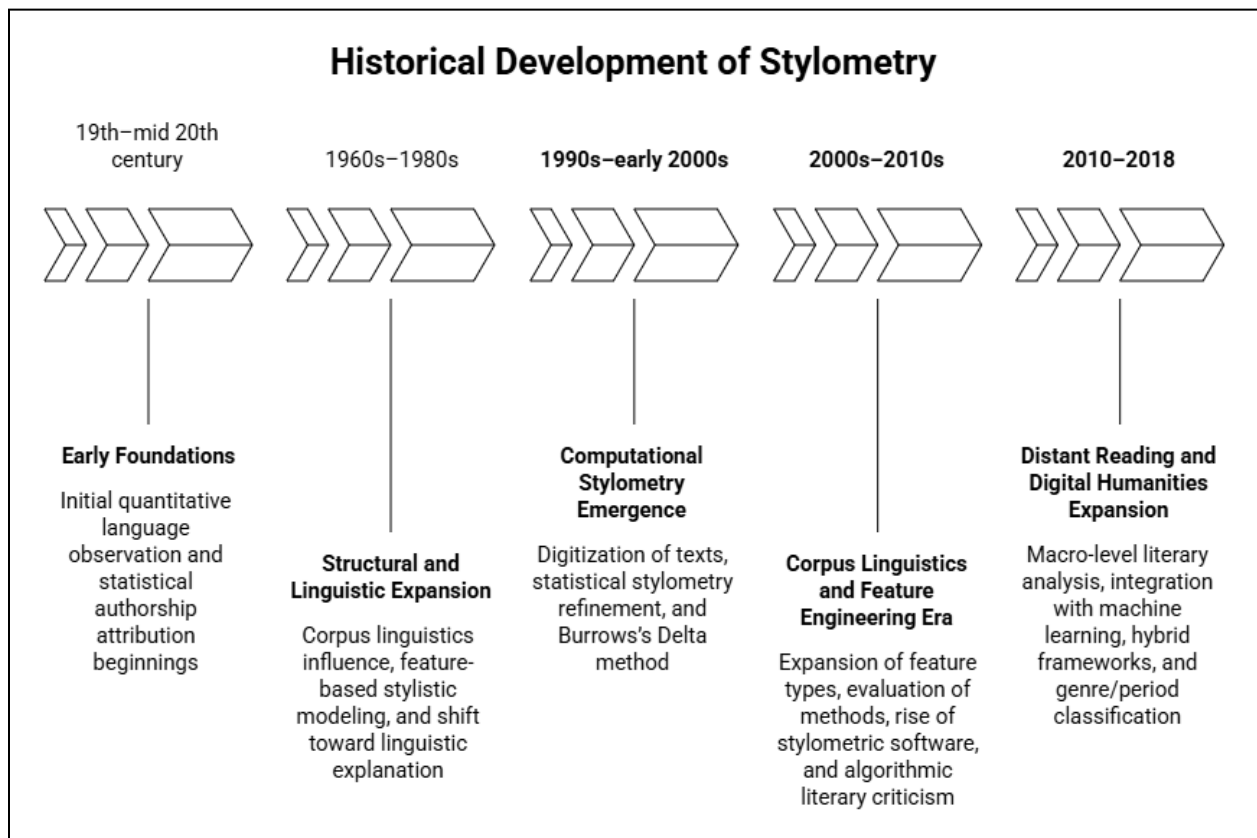 Historical Development of Stylometry
19th–mid 20th
century
1960s–1980s
1990s–early 2000s
2000s–2010s
2010–2018
Early Foundations
Initial quantitative
language
observation and
statistical
authorship
attribution
beginnings
Structural and
Linguistic Expansion
Corpus linguistics
influence, feature-
based stylistic
modeling, and shift
toward linguistic
explanation
Computational
Stylometry
Emergence
Digitization of texts,
statistical stylometry
refinement, and
Burrows's Delta
method
Corpus Linguistics
and Feature
Engineering Era
Expansion of feature
types, evaluation of
methods, rise of
stylometric software,
and algorithmic
literary criticism
Distant Reading and
Digital Humanities
Expansion
Macro-level literary
analysis, integration
with machine
learning, hybrid
frameworks, and
genre/period
classification